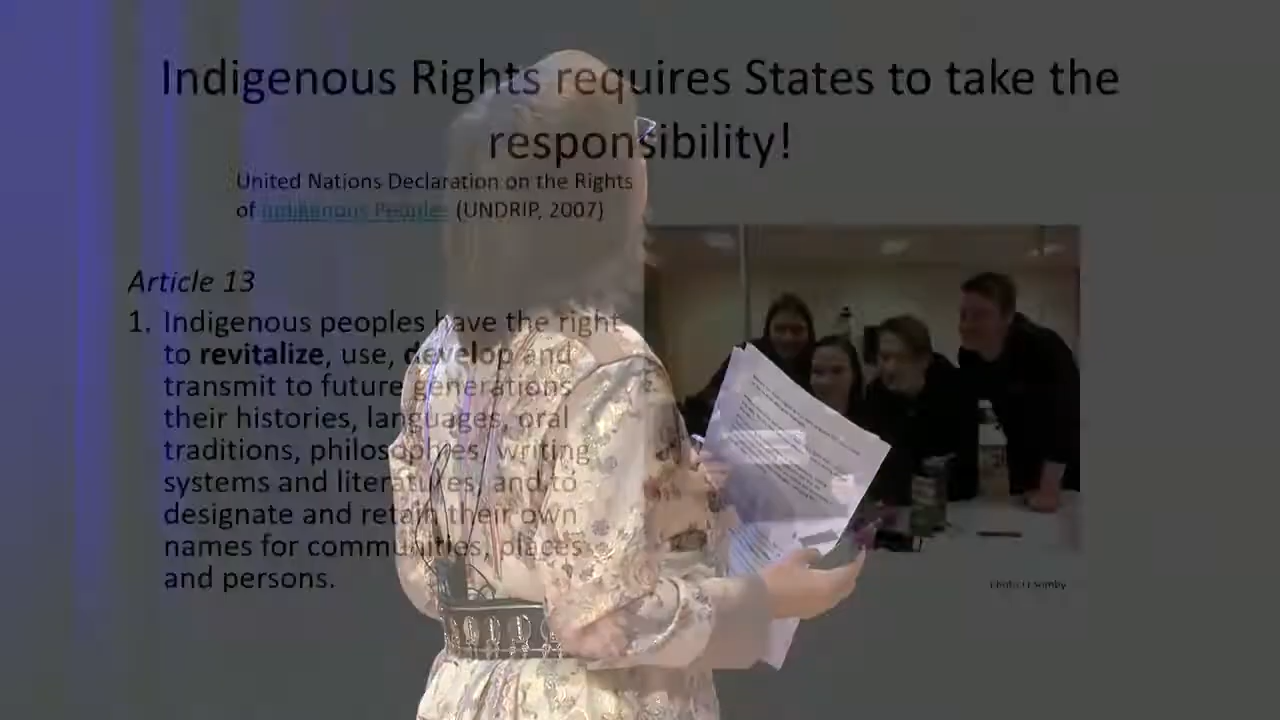 Indigenous Rights requires States to take the
responsibility!
United Nations Declaration on the Rights
of Indigenous Peoples (UNDRIP, 2007)
Article 13
1. Indigenous peoples have the right
to revitalize, use, develop and
transmit to future generations
their histories, languages, oral
traditions, philosophies, writing
systems and literatures, and to
designate and retain their own
names for communities, places
and persons.